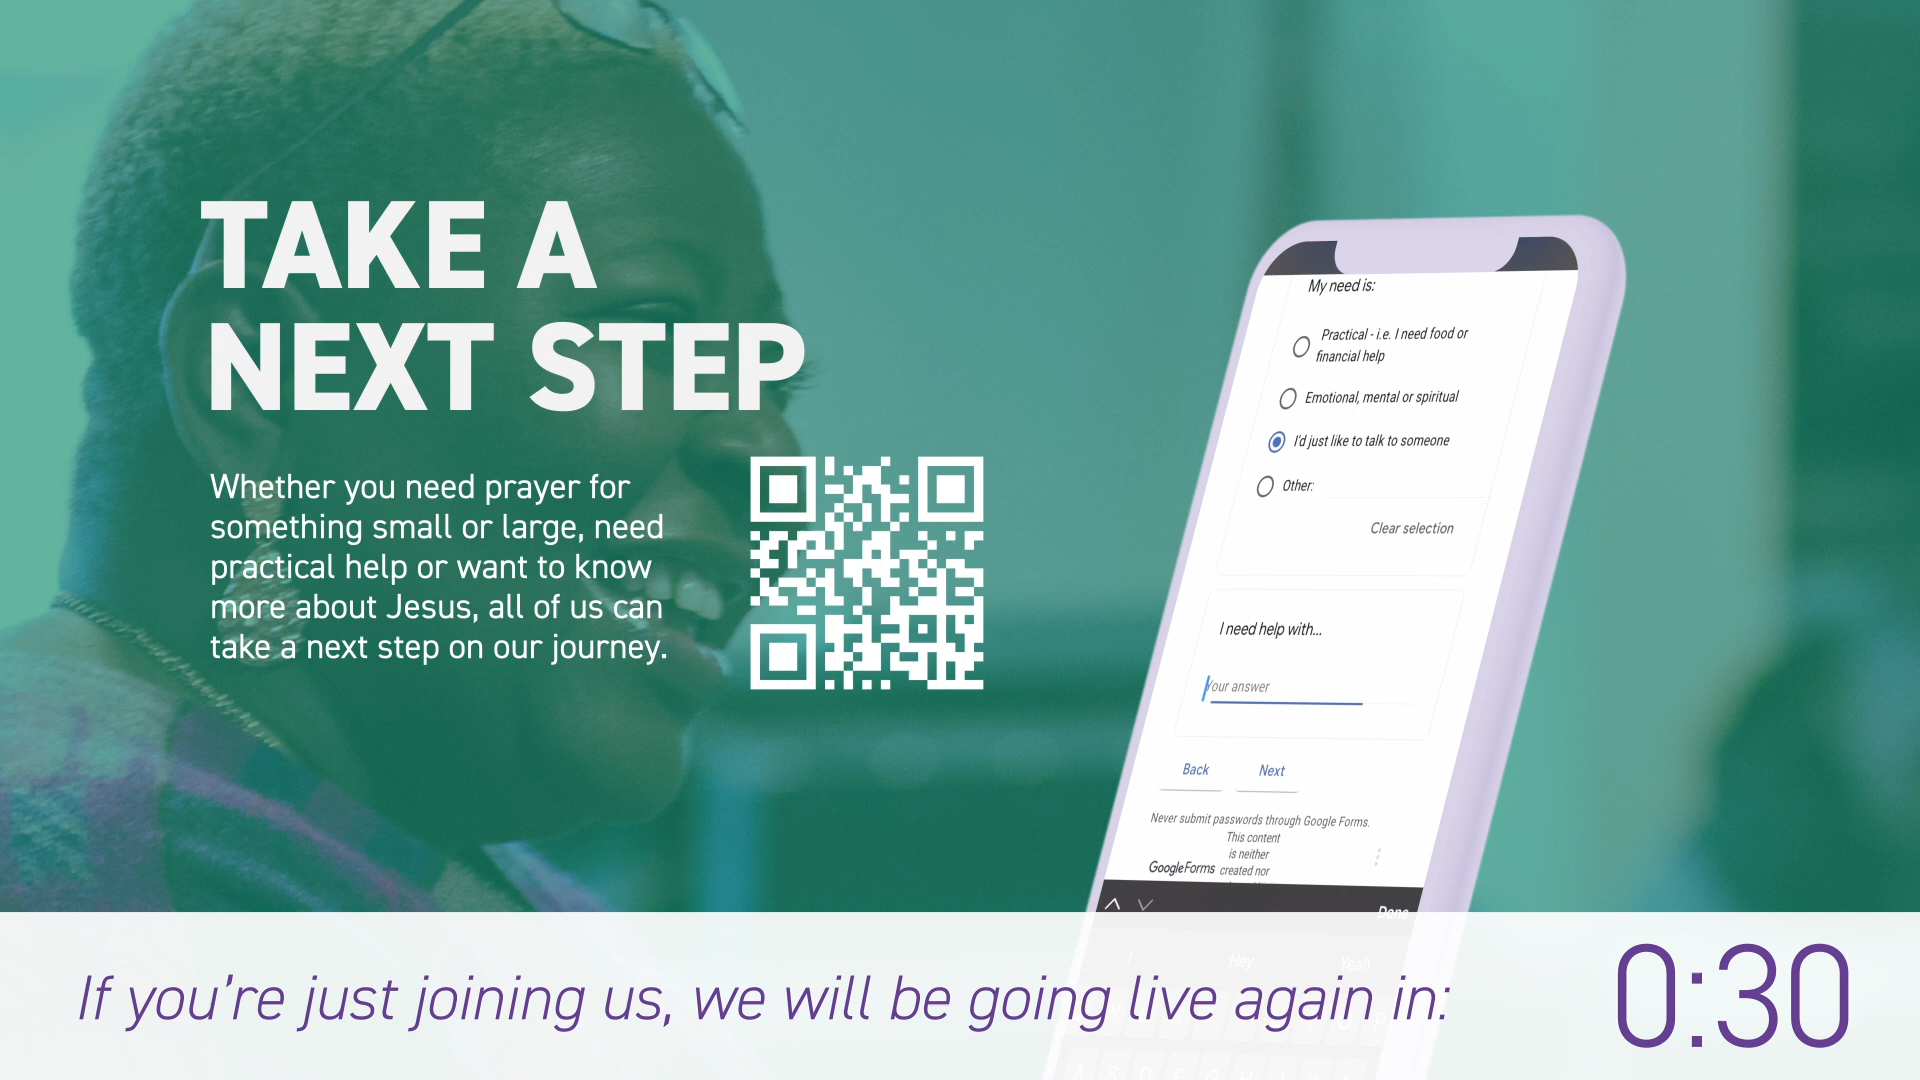 TAKE A
NEXT STEP
Whether you need prayer for
something small or large, need
practical help or want to know
more about Jesus, all of us can
take a next step on our journey.
My need is:
Practical - i.e. I need food or
financial help
Emotional, mental or spiritual
I'd just like to talk to someone
Other:
Clear selection
I need help with...
Your answer
Back Next
Never submit passwords through Google Forms.
This content
is neither
created nor
Google Forms
Done
I Hey Yeah
If you're just joining us, we will be going live again in:
0:30